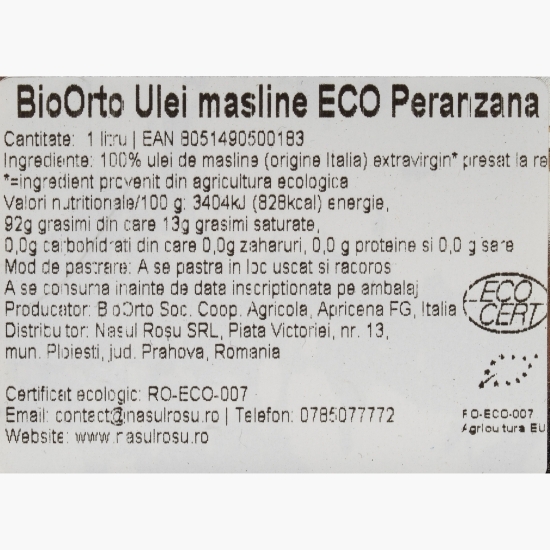 BioOrto Ulei masline ECO Peranzana
Cantitate: 1 litru | EAN 8051490500183
Ingrediente: 100% ulei de masline (origine Italia) extravirgin* presat la re
*=ingredient provenit din agricultura ecologica
Valori nutritionale/100 g: 3404kJ (828kcal) energie,
92g grasimi din care 13g grasimi saturate,
0,0g carbohidrati din care 0,0g zaharuri, 0,0 g proteine si 0,0 g sare
Mod de pastrare: A se pastra in loc uscat si racoros
A se consuma inainte de data inscriptionata pe ambalaj
Producator: BioOrto Soc. Coop. Agricola, Apricena FG, Italia
Distribuitor: Nasul Roșu SRL, Piata Victoriei, nr. 13,
mun. Ploiesti, jud. Prahova, Romania
ECO
CERT
Certificat ecologic: RO-ECO-007
Email: contact@nasulrosu.ro | Telefon: 0785077772
Website: www.nasulrosu.ro
RO-ECO-007
Agricultura EU